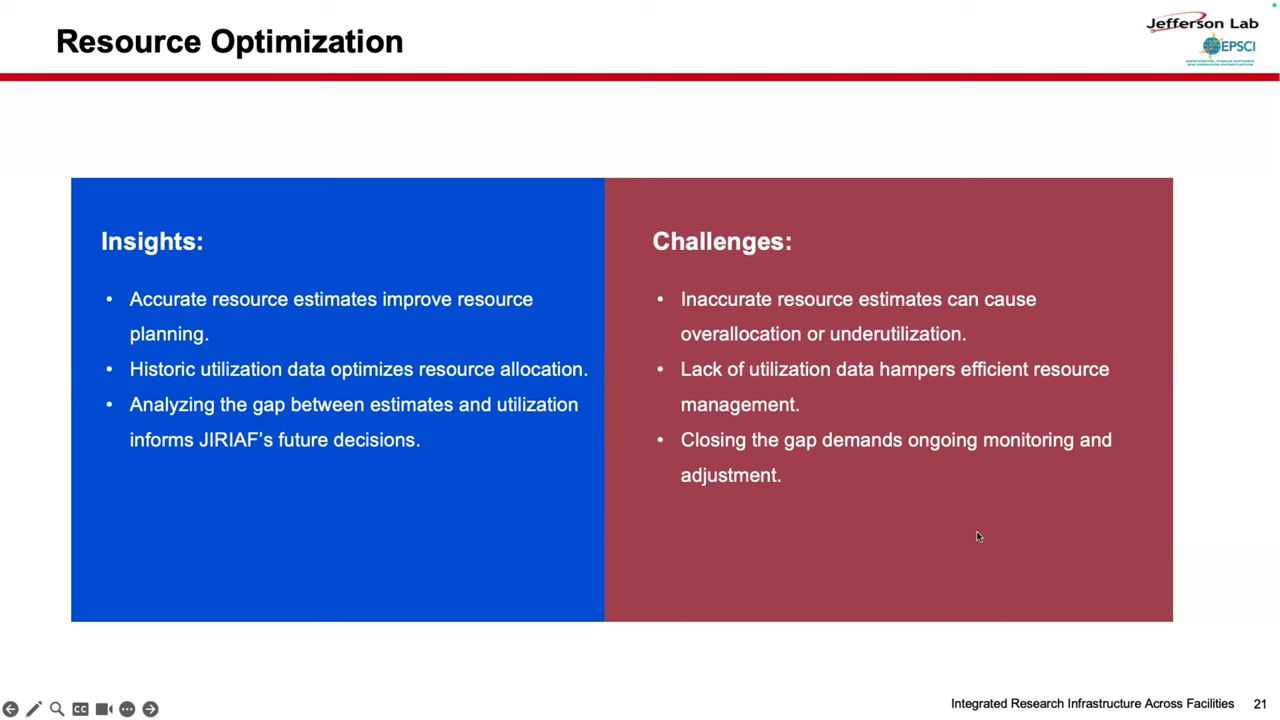 Resource Optimization
Jefferson Lab
EPSCI
Insights:
• Accurate resource estimates improve resource
planning.
• Historic utilization data optimizes resource allocation.
• Analyzing the gap between estimates and utilization
informs JIRIAF’s future decisions.
Challenges:
• Inaccurate resource estimates can cause
overallocation or underutilization.
• Lack of utilization data hampers efficient resource
management.
• Closing the gap demands ongoing monitoring and
adjustment.
CC
Integrated Research Infrastructure Across Facilities 21